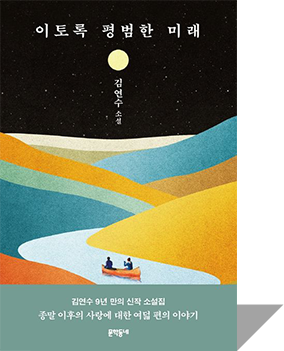 이토록 평범한 미래
김연수
소설
김연수 9년 만의 신작 소설집
종말 이후의 사랑에 대한 여덟 편의 이야기
문학동네